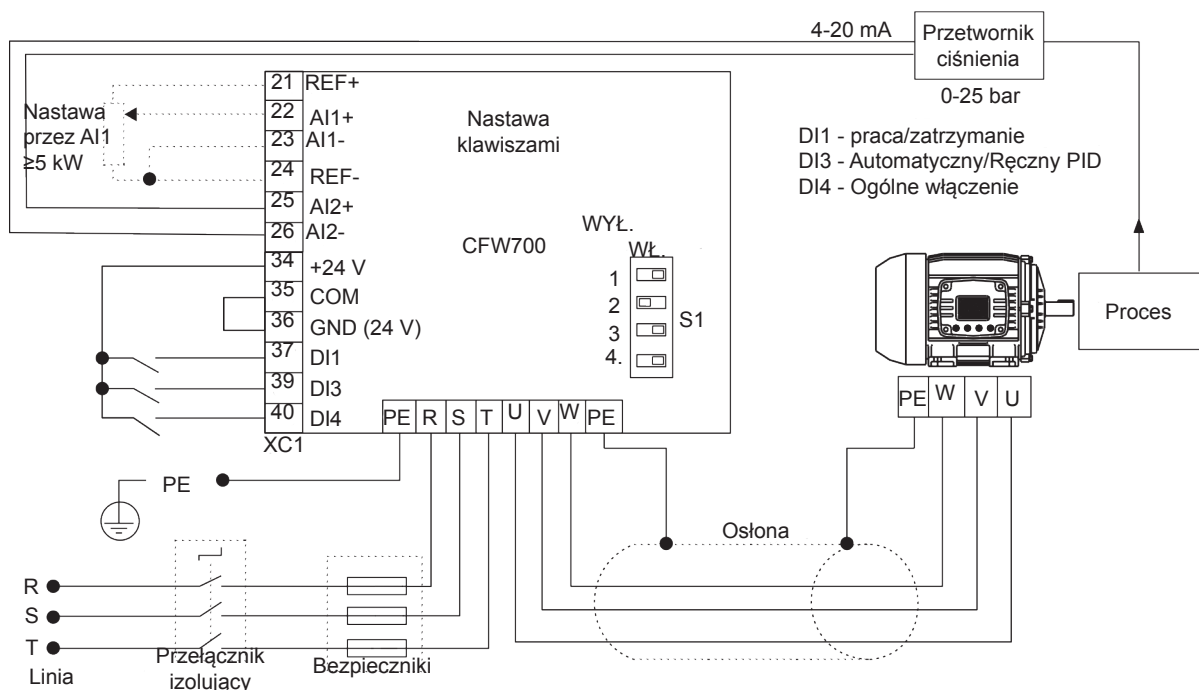 4-20 mA
Przetwornik
ciśnienia
0-25 bar
Nastawa
przez AI1
≥5 kW
21 REF+
22 AI1+
23 AI1-
24 REF-
25 AI2+
26 AI2-
34 +24 V
35 COM
36 GND (24 V)
37 DI1
39 DI3
40 DI4
XC1
Nastawa
klawiszami
CFW700
WYŁ.
WŁ.
1
2
3
4.
S1
DI1 - praca/zatrzymanie
DI3 - Automatyczny/Ręczny PID
DI4 - Ogólne włączenie
Proces
PE R S T U V W PE
PE W V U
PE
Osłona
R
S
T
Linia
Przełącznik
izolujący
Bezpieczniki